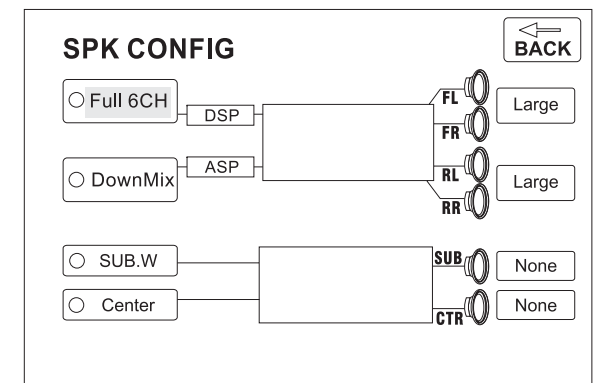 SPK CONFIG
BACK
Full 6CH
DSP
FL
FR
Large
DownMix
ASP
RL
RR
Large
SUB.W
SUB
None
Center
CTR
None